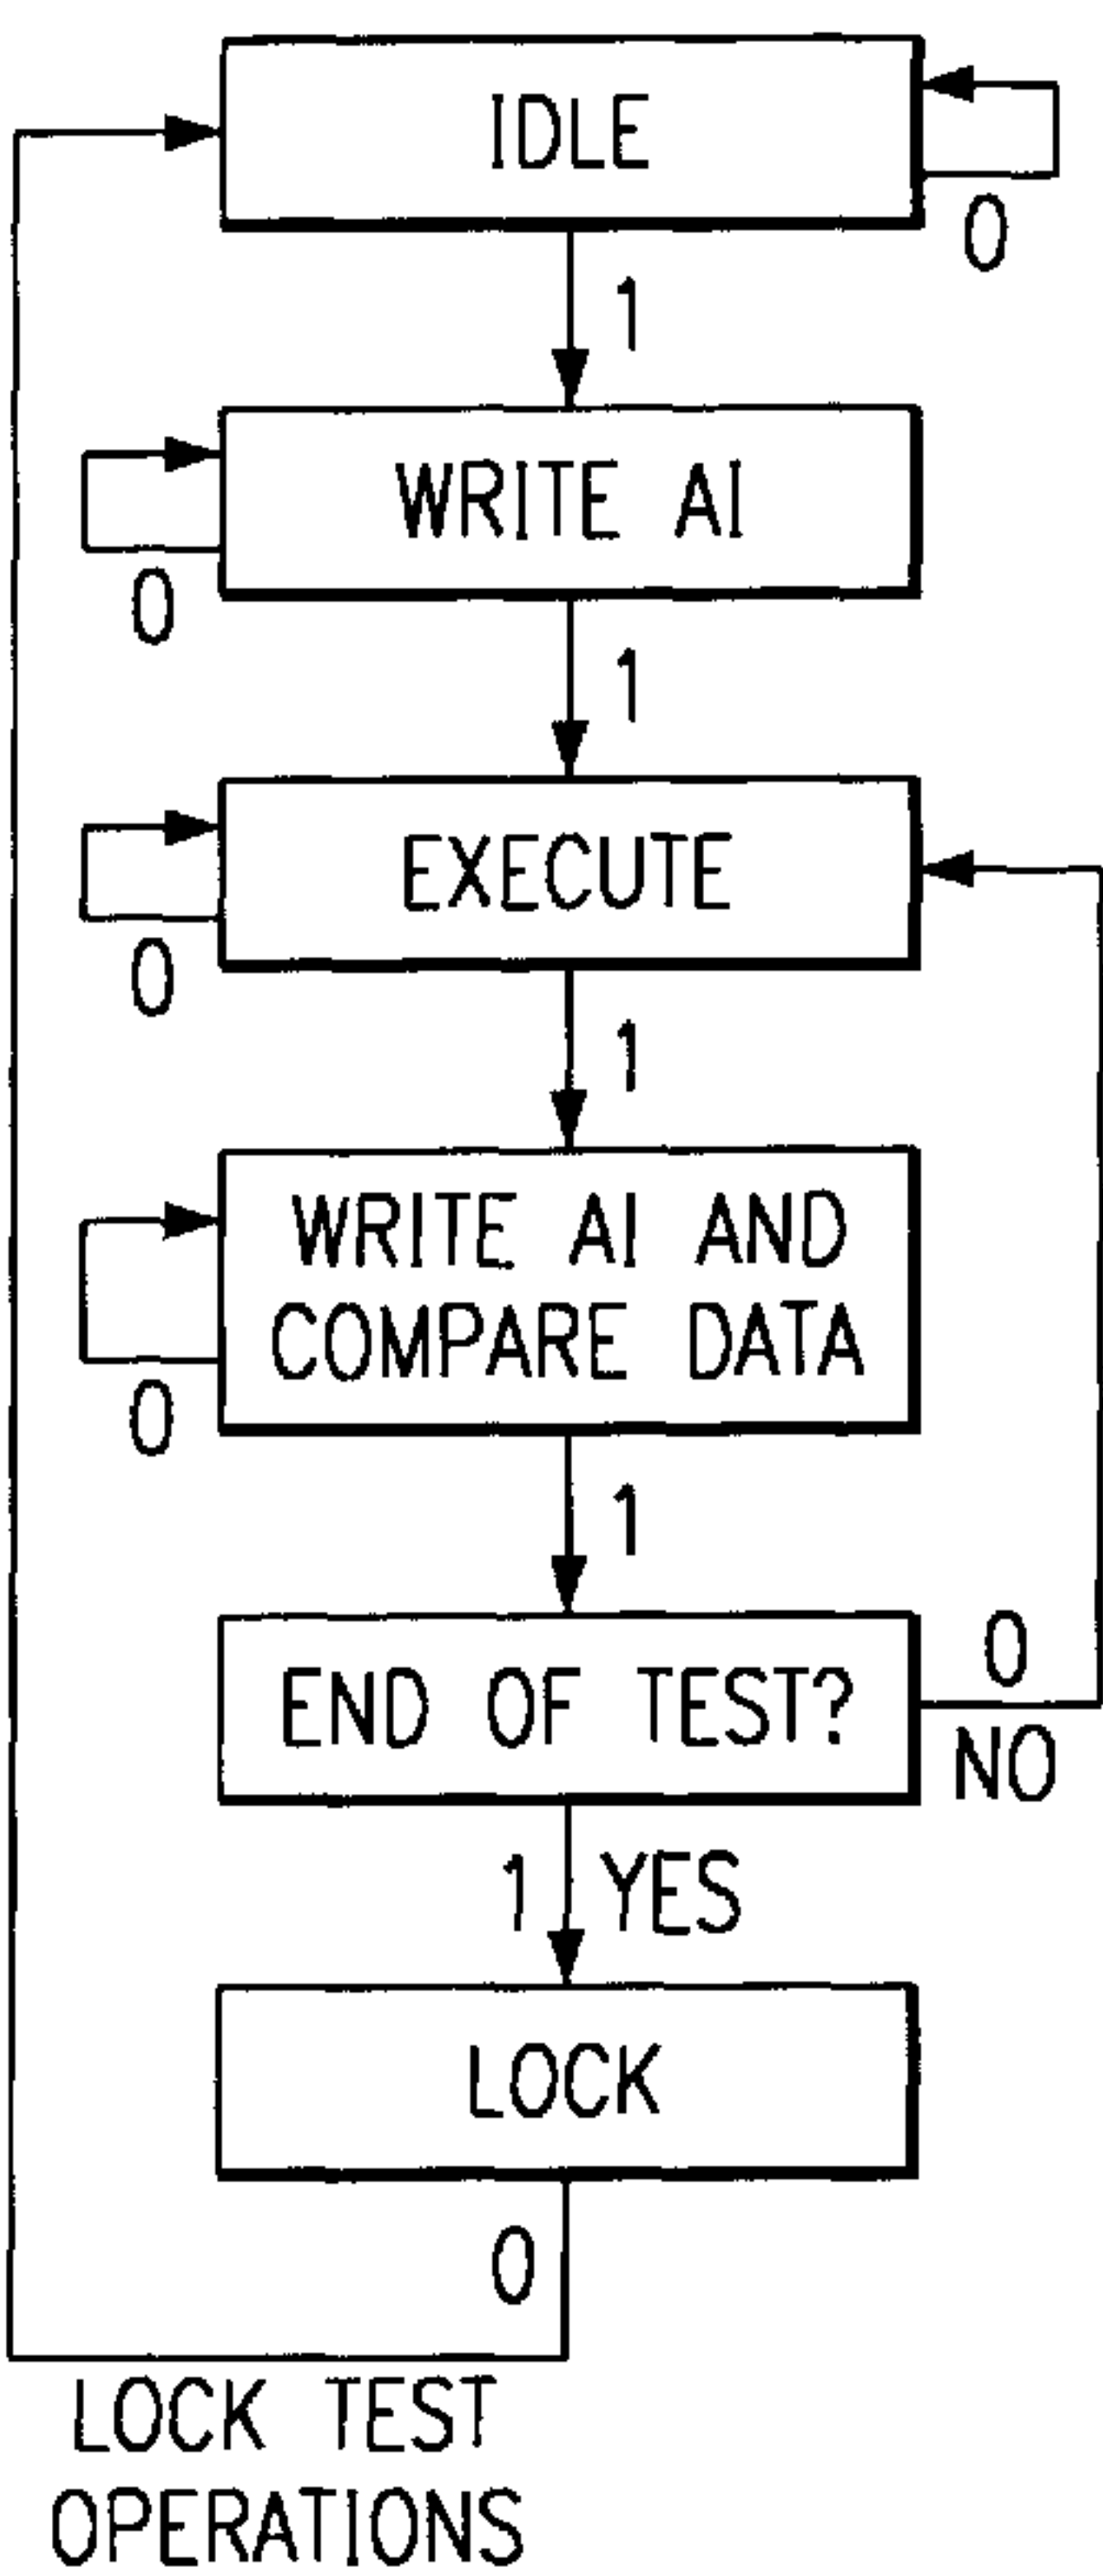 IDLE
0
1
WRITE AI
0
1
EXECUTE
0
1
WRITE AI AND
COMPARE DATA
0
1
END OF TEST?
0
NO
1 YES
LOCK
0
LOCK TEST
OPERATIONS